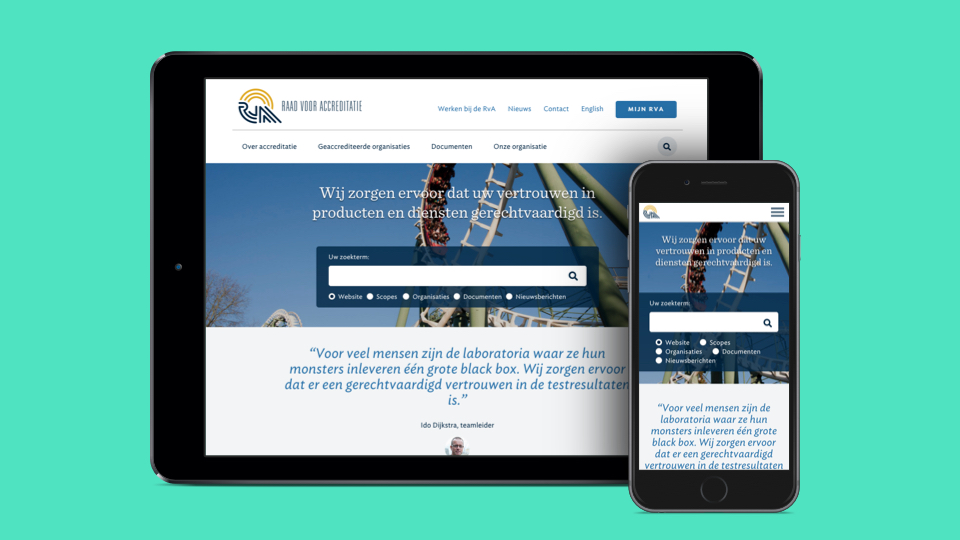 RvA
RAAD VOOR ACCREDITATIE
Werken bij de RvA
Nieuws
Contact
English
MIJN RVA
Over accreditatie
Geaccrediteerde organisaties
Documenten
Onze organisatie
Wij zorgen ervoor dat uw vertrouwen in
producten en diensten gerechtvaardigd is.
Uw zoekterm:
Website
Scopes
Organisaties
Documenten
Nieuwsberichten
“Voor veel mensen zijn de laboratoria waar ze hun
monsters inleveren één grote black box. Wij zorgen ervoor
dat er een gerechtvaardigd vertrouwen in de testresultaten
is.”
Ido Dijkstra, teamleider
RvA
Wij zorgen ervoor dat uw
vertrouwen in producten en
diensten gerechtvaardigd is.
Uw zoekterm:
Website
Scopes
Organisaties
Documenten
Nieuwsberichten
“Voor veel mensen zijn de
laboratoria waar ze hun
monsters inleveren één grote
black box. Wij zorgen ervoor
dat er een gerechtvaardigd
vertrouwen in de testresultaten